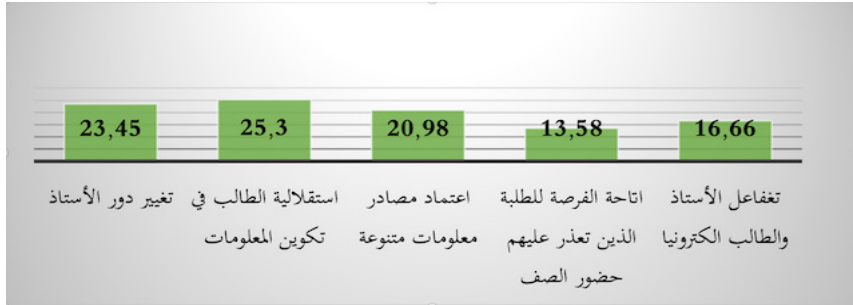 23,45
25,3
20,98
13,58
16,66
تغفاعل الأستاذ
والطالب الكترونيا
اتاحة الفرصة للطلبة
الذين تعذر عليهم
حضور الصف
اعتماد مصادر
معلومات متنوعة
استقلالية الطالب في
تكوين المعلومات
تغيير دور الأستاذ